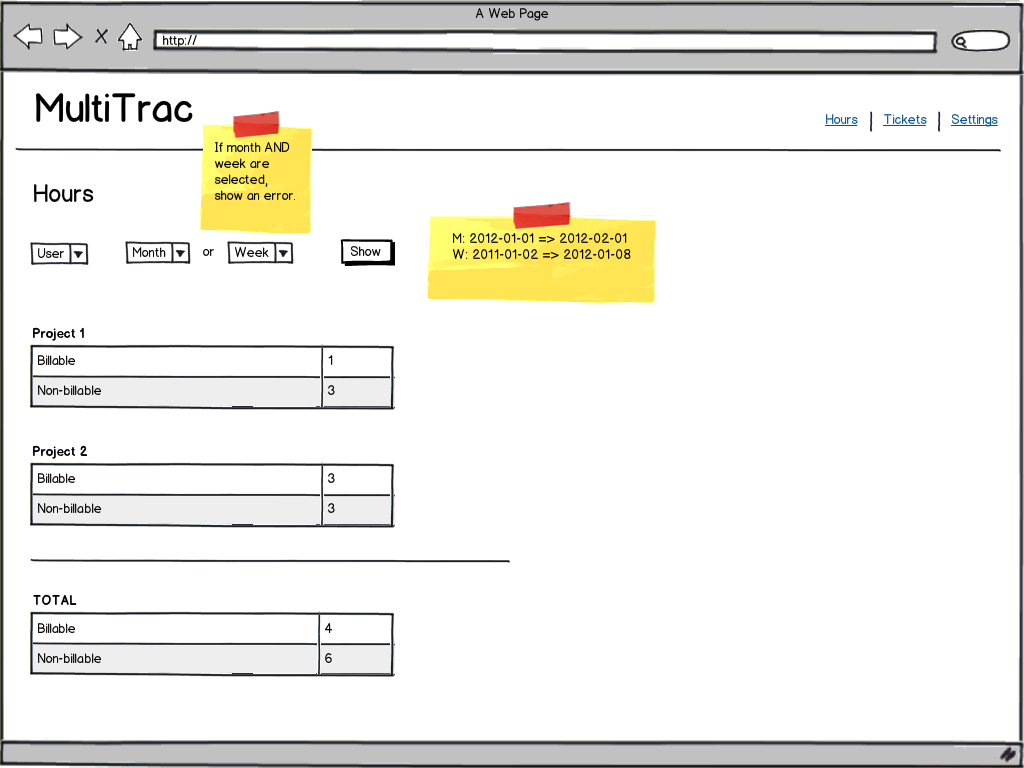 A Web Page
http://
MultiTrac
Hours
Tickets
Settings
If month AND
week are
selected,
show an error.
Hours
M: 2012-01-01 => 2012-02-01
W: 2011-01-02 => 2012-01-08
User
Month
or
Week
Show
Project 1
Billable 1
Non-billable 3
Project 2
Billable 3
Non-billable 3
TOTAL
Billable 4
Non-billable 6